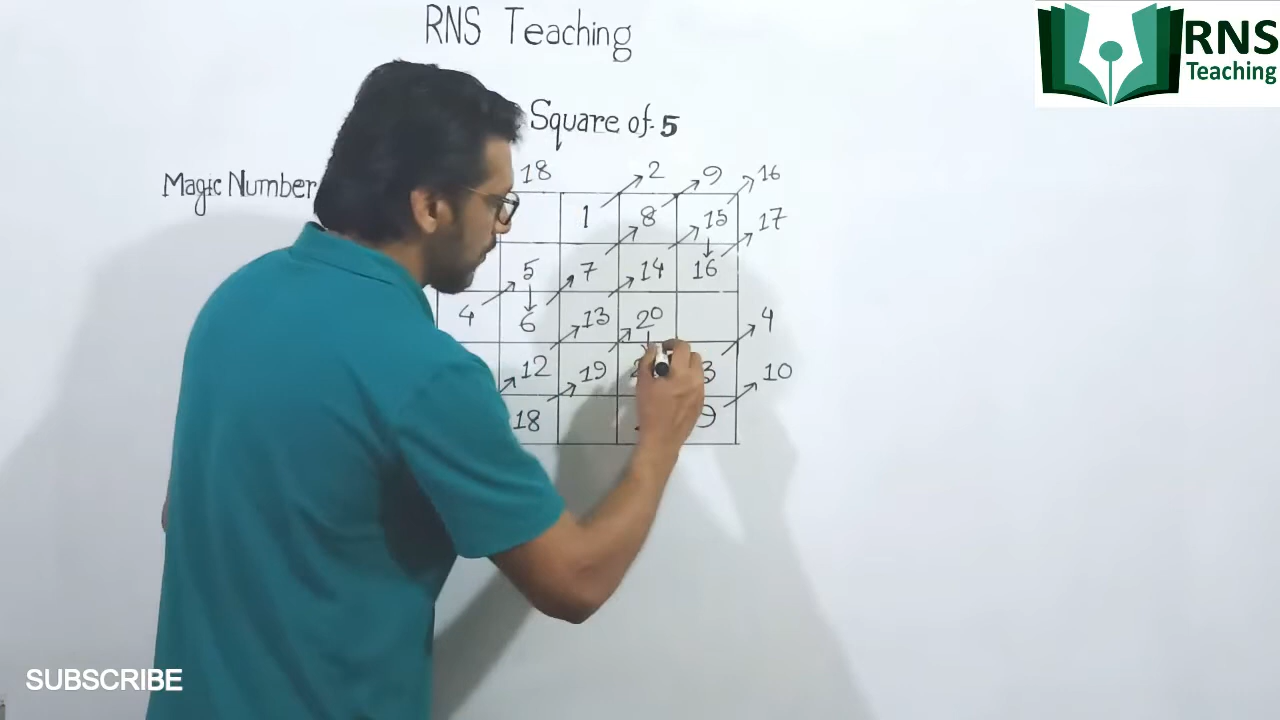 RNS Teaching
RNS
Teaching
Square of 5
Magic Number
18 2 9 16
1 8 15 17
5 7 14 16
4 6 13 20 4
12 19 3 10
18 9
SUBSCRIBE